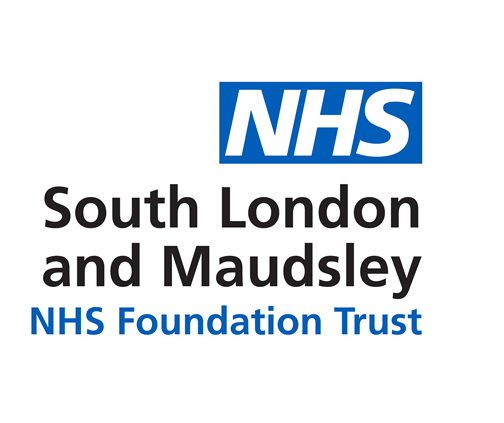 NHS
South London
and Maudsley
NHS Foundation Trust